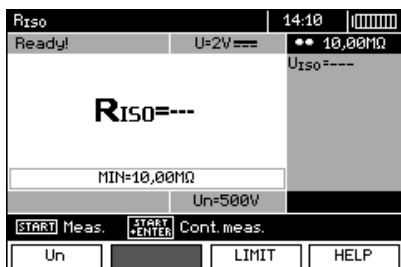 RISO 14:10
Ready! U=2V 10,00MΩ
UISO=---
RISO=---
MIN=10,00MΩ
Un=500V
START Meas. START +ENTER Cont. meas.
Un LIMIT HELP